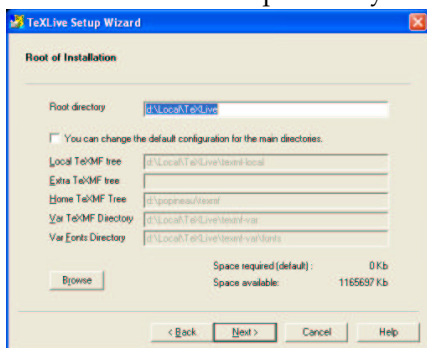 TeXLive Setup Wizard
Root of Installation
Root directory d:\Local\TeXLive
You can change the default configuration for the main directories.
Local TeXMF tree d:\Local\TeXLive\texmf-local
Extra TeXMF tree
Home TeXMF Tree d:\popineau\texmf
Var TeXMF Directory d:\Local\TeXLive\texmf-var
Var Fonts Directory d:\Local\TeXLive\texmf-var\fonts
Space required (default) : 0 Kb
Browse Space available: 1165697 Kb
< Back Next > Cancel Help